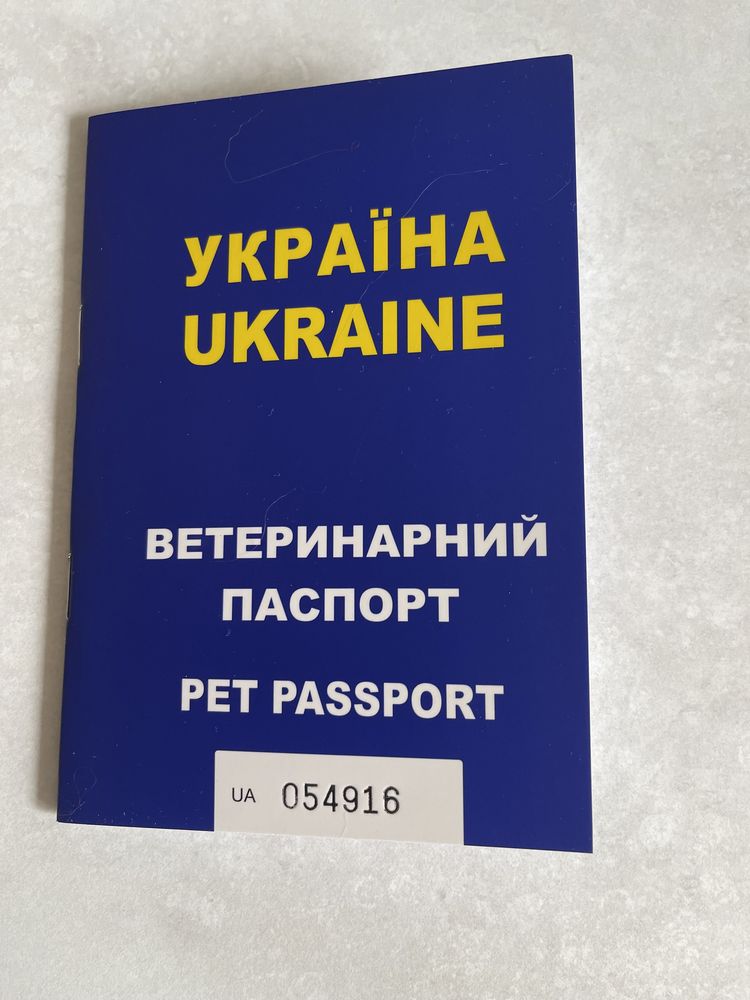 УКРАЇНА
UKRAINE
ВЕТЕРИНАРНИЙ
ПАСПОРТ
PET PASSPORT
UA 054916